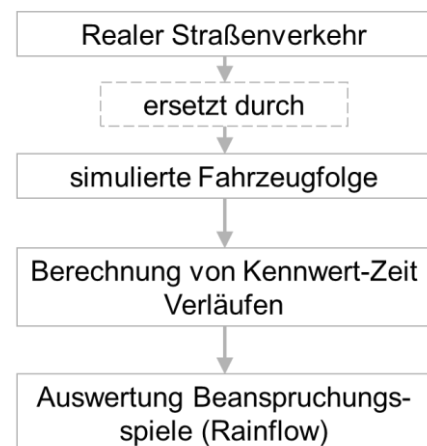 Realer Straßenverkehr
ersetzt durch
simulierte Fahrzeugfolge
Berechnung von Kennwert-Zeit
Verläufen
Auswertung Beanspruchungs-
spiele (Rainflow)